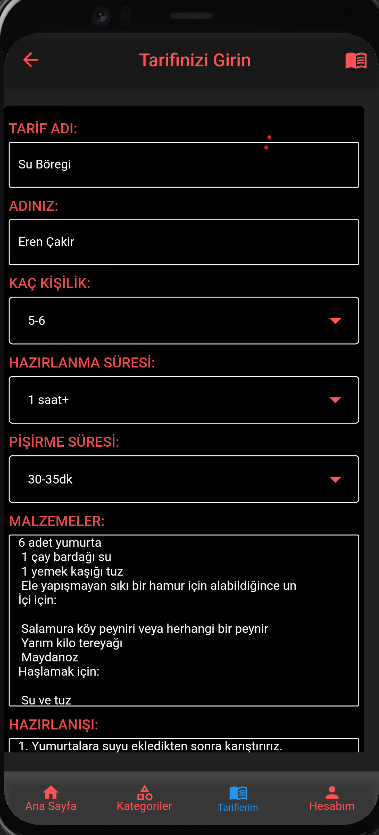 Tarifinizi Girin
TARİF ADI:
Su Böregi
ADINIZ:
Eren Çakir
KAÇ KİŞİLİK:
5-6
HAZIRLANMA SÜRESİ:
1 saat+
PİŞİRME SÜRESİ:
30-35dk
MALZEMELER:
6 adet yumurta
1 çay bardağı su
1 yemek kaşığı tuz
Ele yapışmayan sıkı bir hamur için alabildiğince un
İçi için:
Salamura köy peyniri veya herhangi bir peynir
Yarım kilo tereyağı
Maydanoz
Haşlamak için:
Su ve tuz
HAZIRLANIŞI:
1. Yumurtalara suyu ekledikten sonra karıştırırız.
Ana Sayfa
Kategoriler
Tariflerim
Hesabım